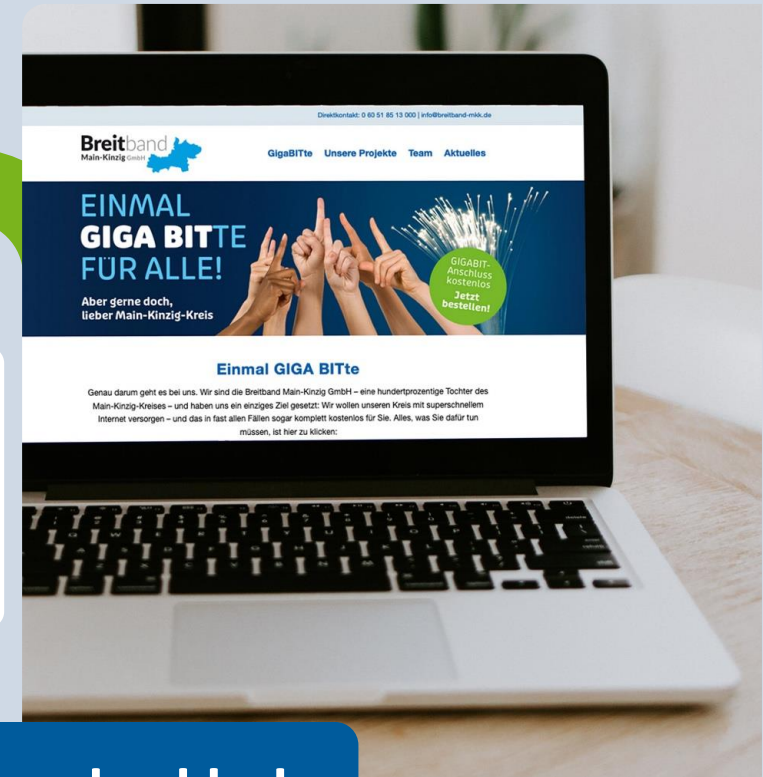 Direktkontakt: 0 60 51 85 13 000 | info@breitband-mkk.de
Breitband
Main-Kinzig GmbH
GigaBITte Unsere Projekte Team Aktuelles
EINMAL
GIGA BITTE
FÜR ALLE!
Aber gerne doch,
lieber Main-Kinzig-Kreis
GIGABIT-
Anschluss
kostenlos
Jetzt
bestellen!
Einmal GIGA BITte
Genau darum geht es bei uns. Wir sind die Breitband Main-Kinzig GmbH – eine hundertprozentige Tochter des
Main-Kinzig-Kreises – und haben uns ein einziges Ziel gesetzt: Wir wollen unseren Kreis mit superschnellem
Internet versorgen – und das in fast allen Fällen sogar komplett kostenlos für Sie. Alles, was Sie dafür tun
müssen, ist hier zu klicken: